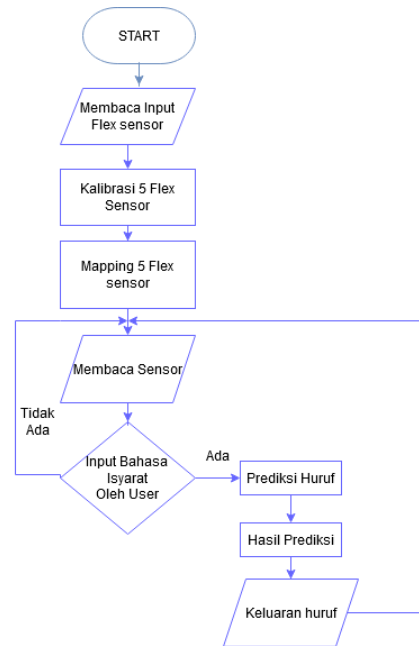 START
Membaca Input
Flex sensor
Kalibrasi 5 Flex
Sensor
Mapping 5 Flex
sensor
Membaca Sensor
Tidak
Ada
Input Bahasa
Isyarat
Oleh User
Ada
Prediksi Huruf
Hasil Prediksi
Keluaran huruf